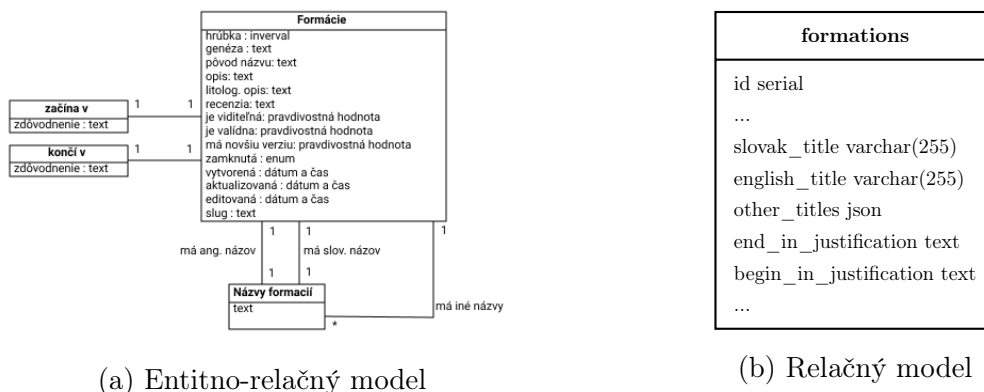 Formácie
hrúbka : inverval
genéza : text
pôvod názvu: text
opis: text
litolog. opis: text
recenzia: text
je viditeľná: pravdivostná hodnota
je valídna: pravdivostná hodnota
má novšiu verziu: pravdivostná hodnota
zamknutá : enum
vytvorená : dátum a čas
aktualizovaná : dátum a čas
editovaná : dátum a čas
slug : text
začína v
zdôvodnenie : text
1
1
končí v
zdôvodnenie : text
1
1
1
1
1
má ang. názov
má slov. názov
1
1
Názvy formacií
text
*
má iné názvy
(a) Entitno-relačný model
formations
id serial
...
slovak_title varchar(255)
english_title varchar(255)
other_titles json
end_in_justification text
begin_in_justification text
...
(b) Relačný model